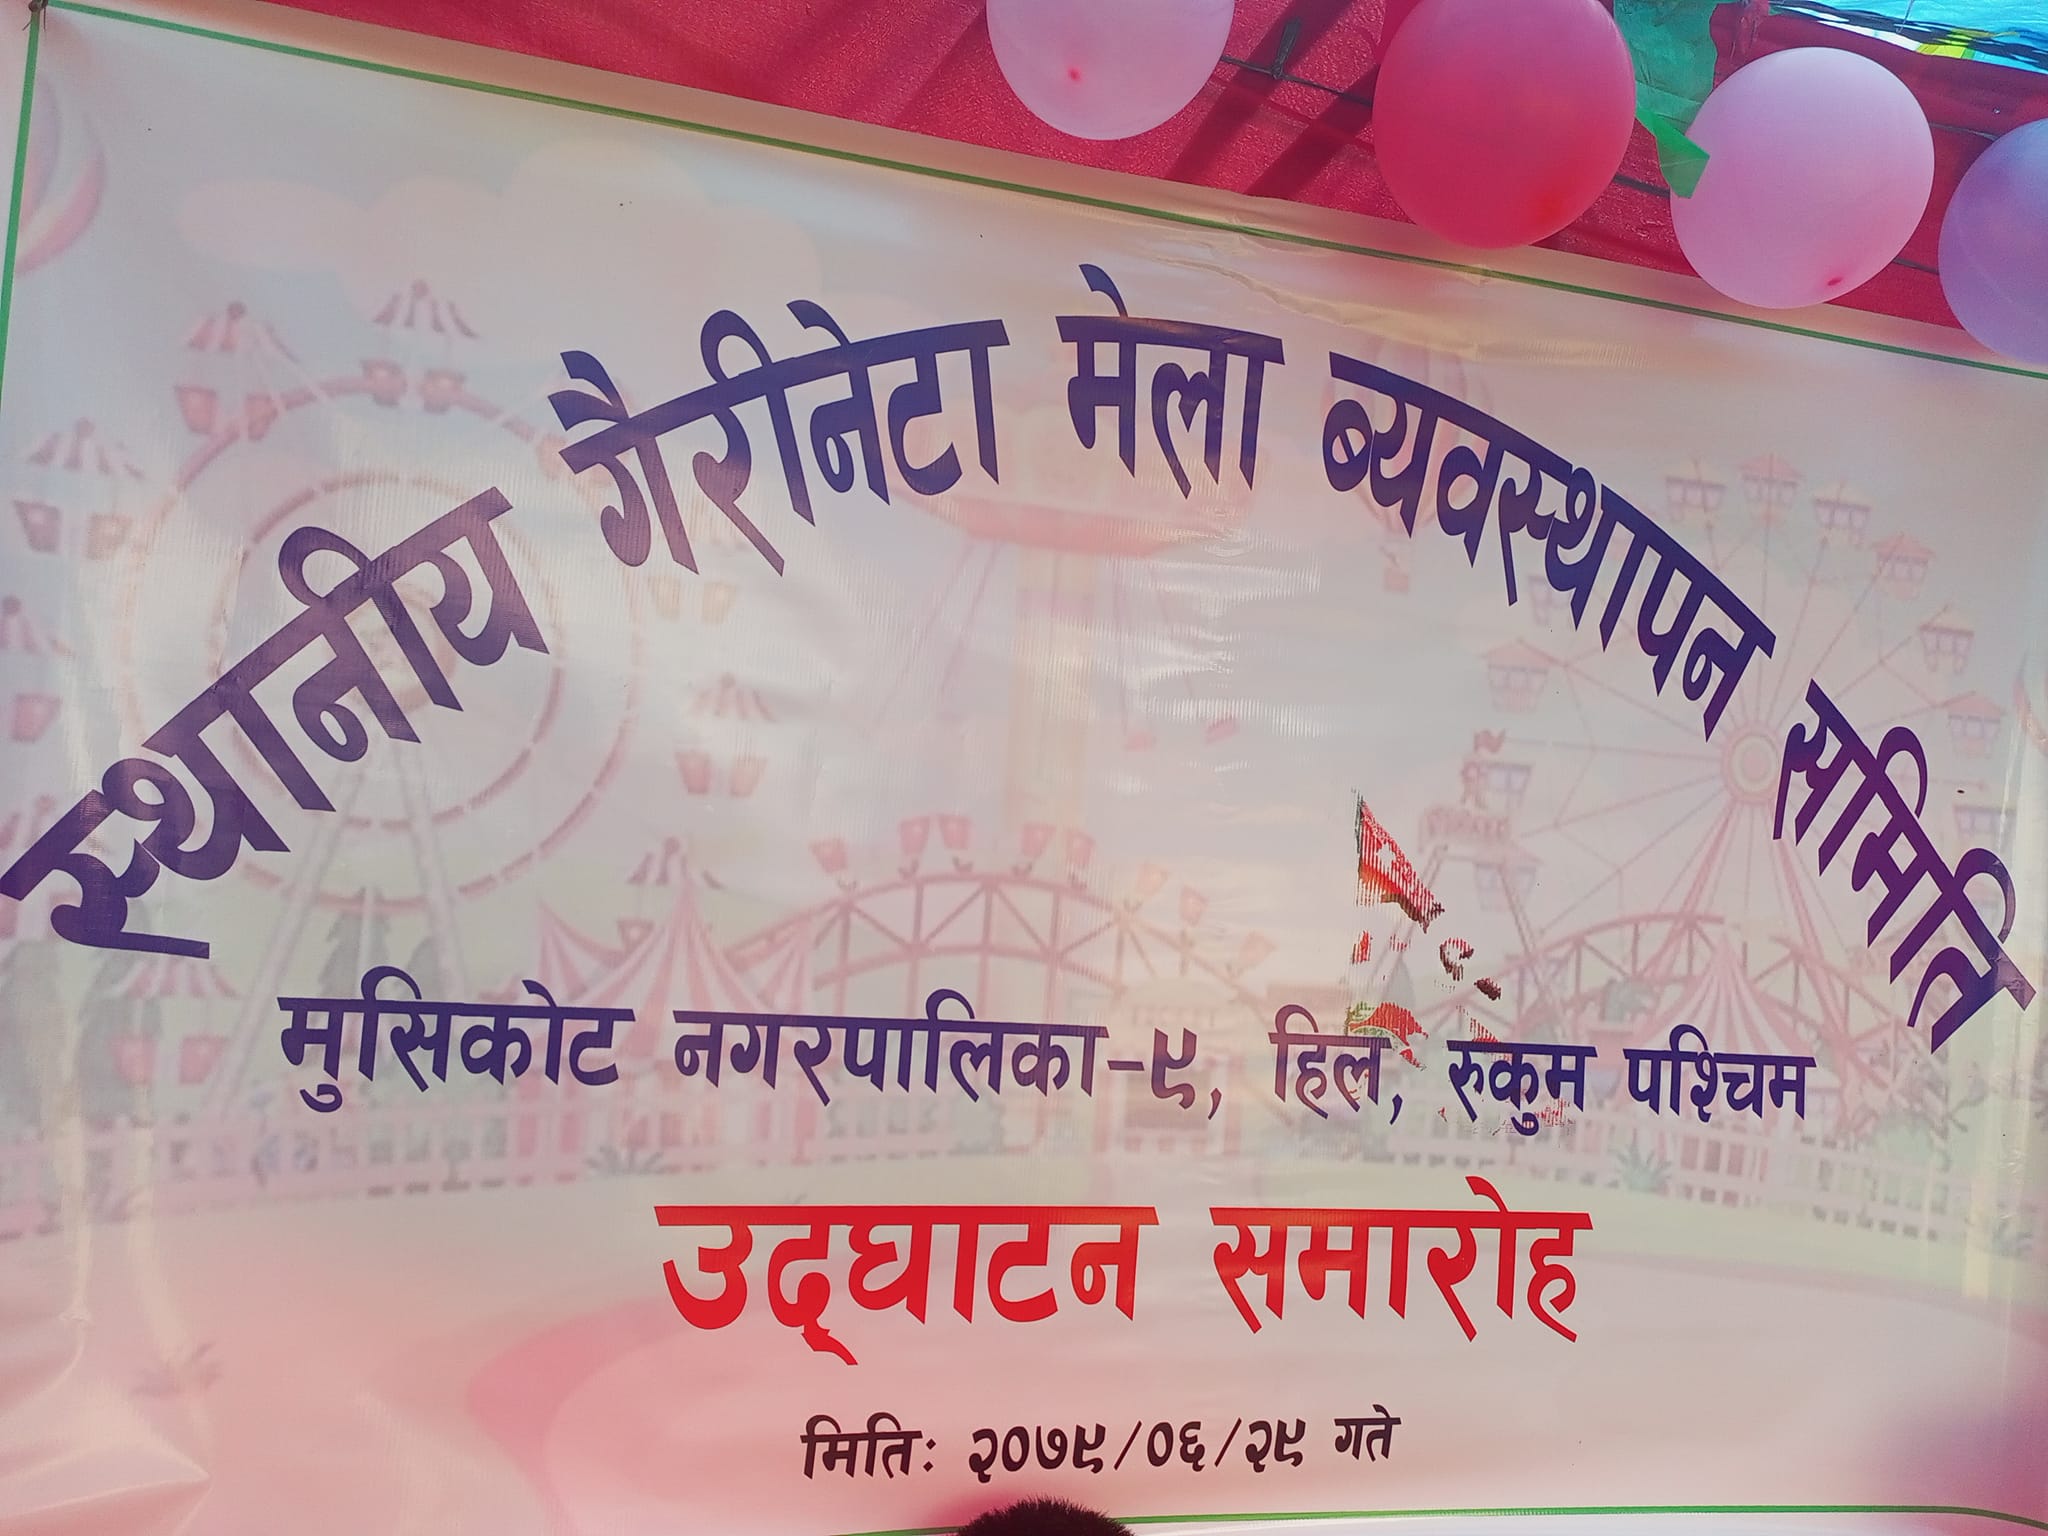 स्थानीय गैरीनेटा मेला ब्यवस्थापन समिति
मुसिकोट नगरपालिका-९, हिल, रुकुम पश्चिम
उद्‌घाटन समारोह
मितिः २०७९/०६/२९ गते